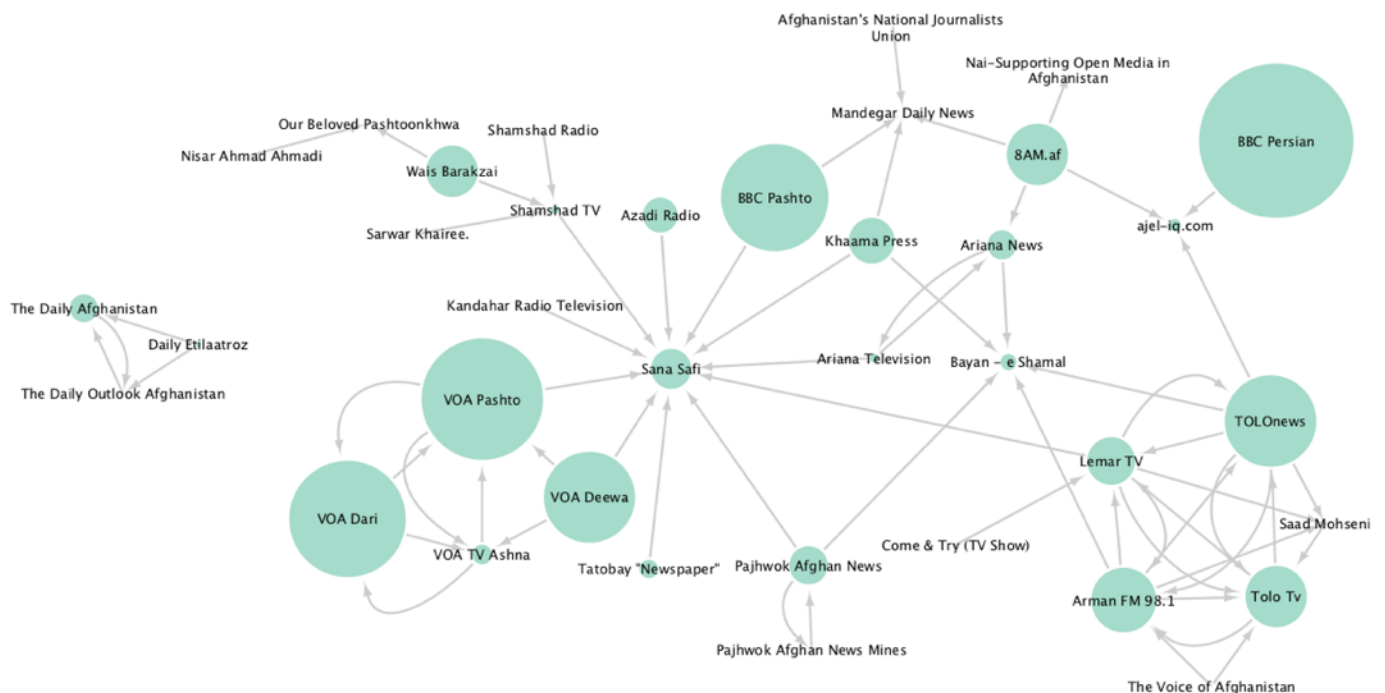 Afghanistan's National Journalists
Union
Nai-Supporting Open Media in
Afghanistan
Mandegar Daily News
Our Beloved Pashtoonkhwa
Shamshad Radio
BBC Persian
Nisar Ahmad Ahmadi
8AM.af
Wais Barakzai
BBC Pashto
Shamshad TV
Azadi Radio
ajel-iq.com
Sarwar Khairee.
Khaama Press
Ariana News
Kandahar Radio Television
The Daily Afghanistan
Daily Etilaatroz
Ariana Television
Bayan - e Shamal
Sana Safi
The Daily Outlook Afghanistan
VOA Pashto
TOLOnews
Lemar TV
VOA Deewa
VOA Dari
Saad Mohseni
Come & Try (TV Show)
VOA TV Ashna
Tatobay "Newspaper"
Pajhwok Afghan News
Arman FM 98.1
Tolo Tv
Pajhwok Afghan News Mines
The Voice of Afghanistan